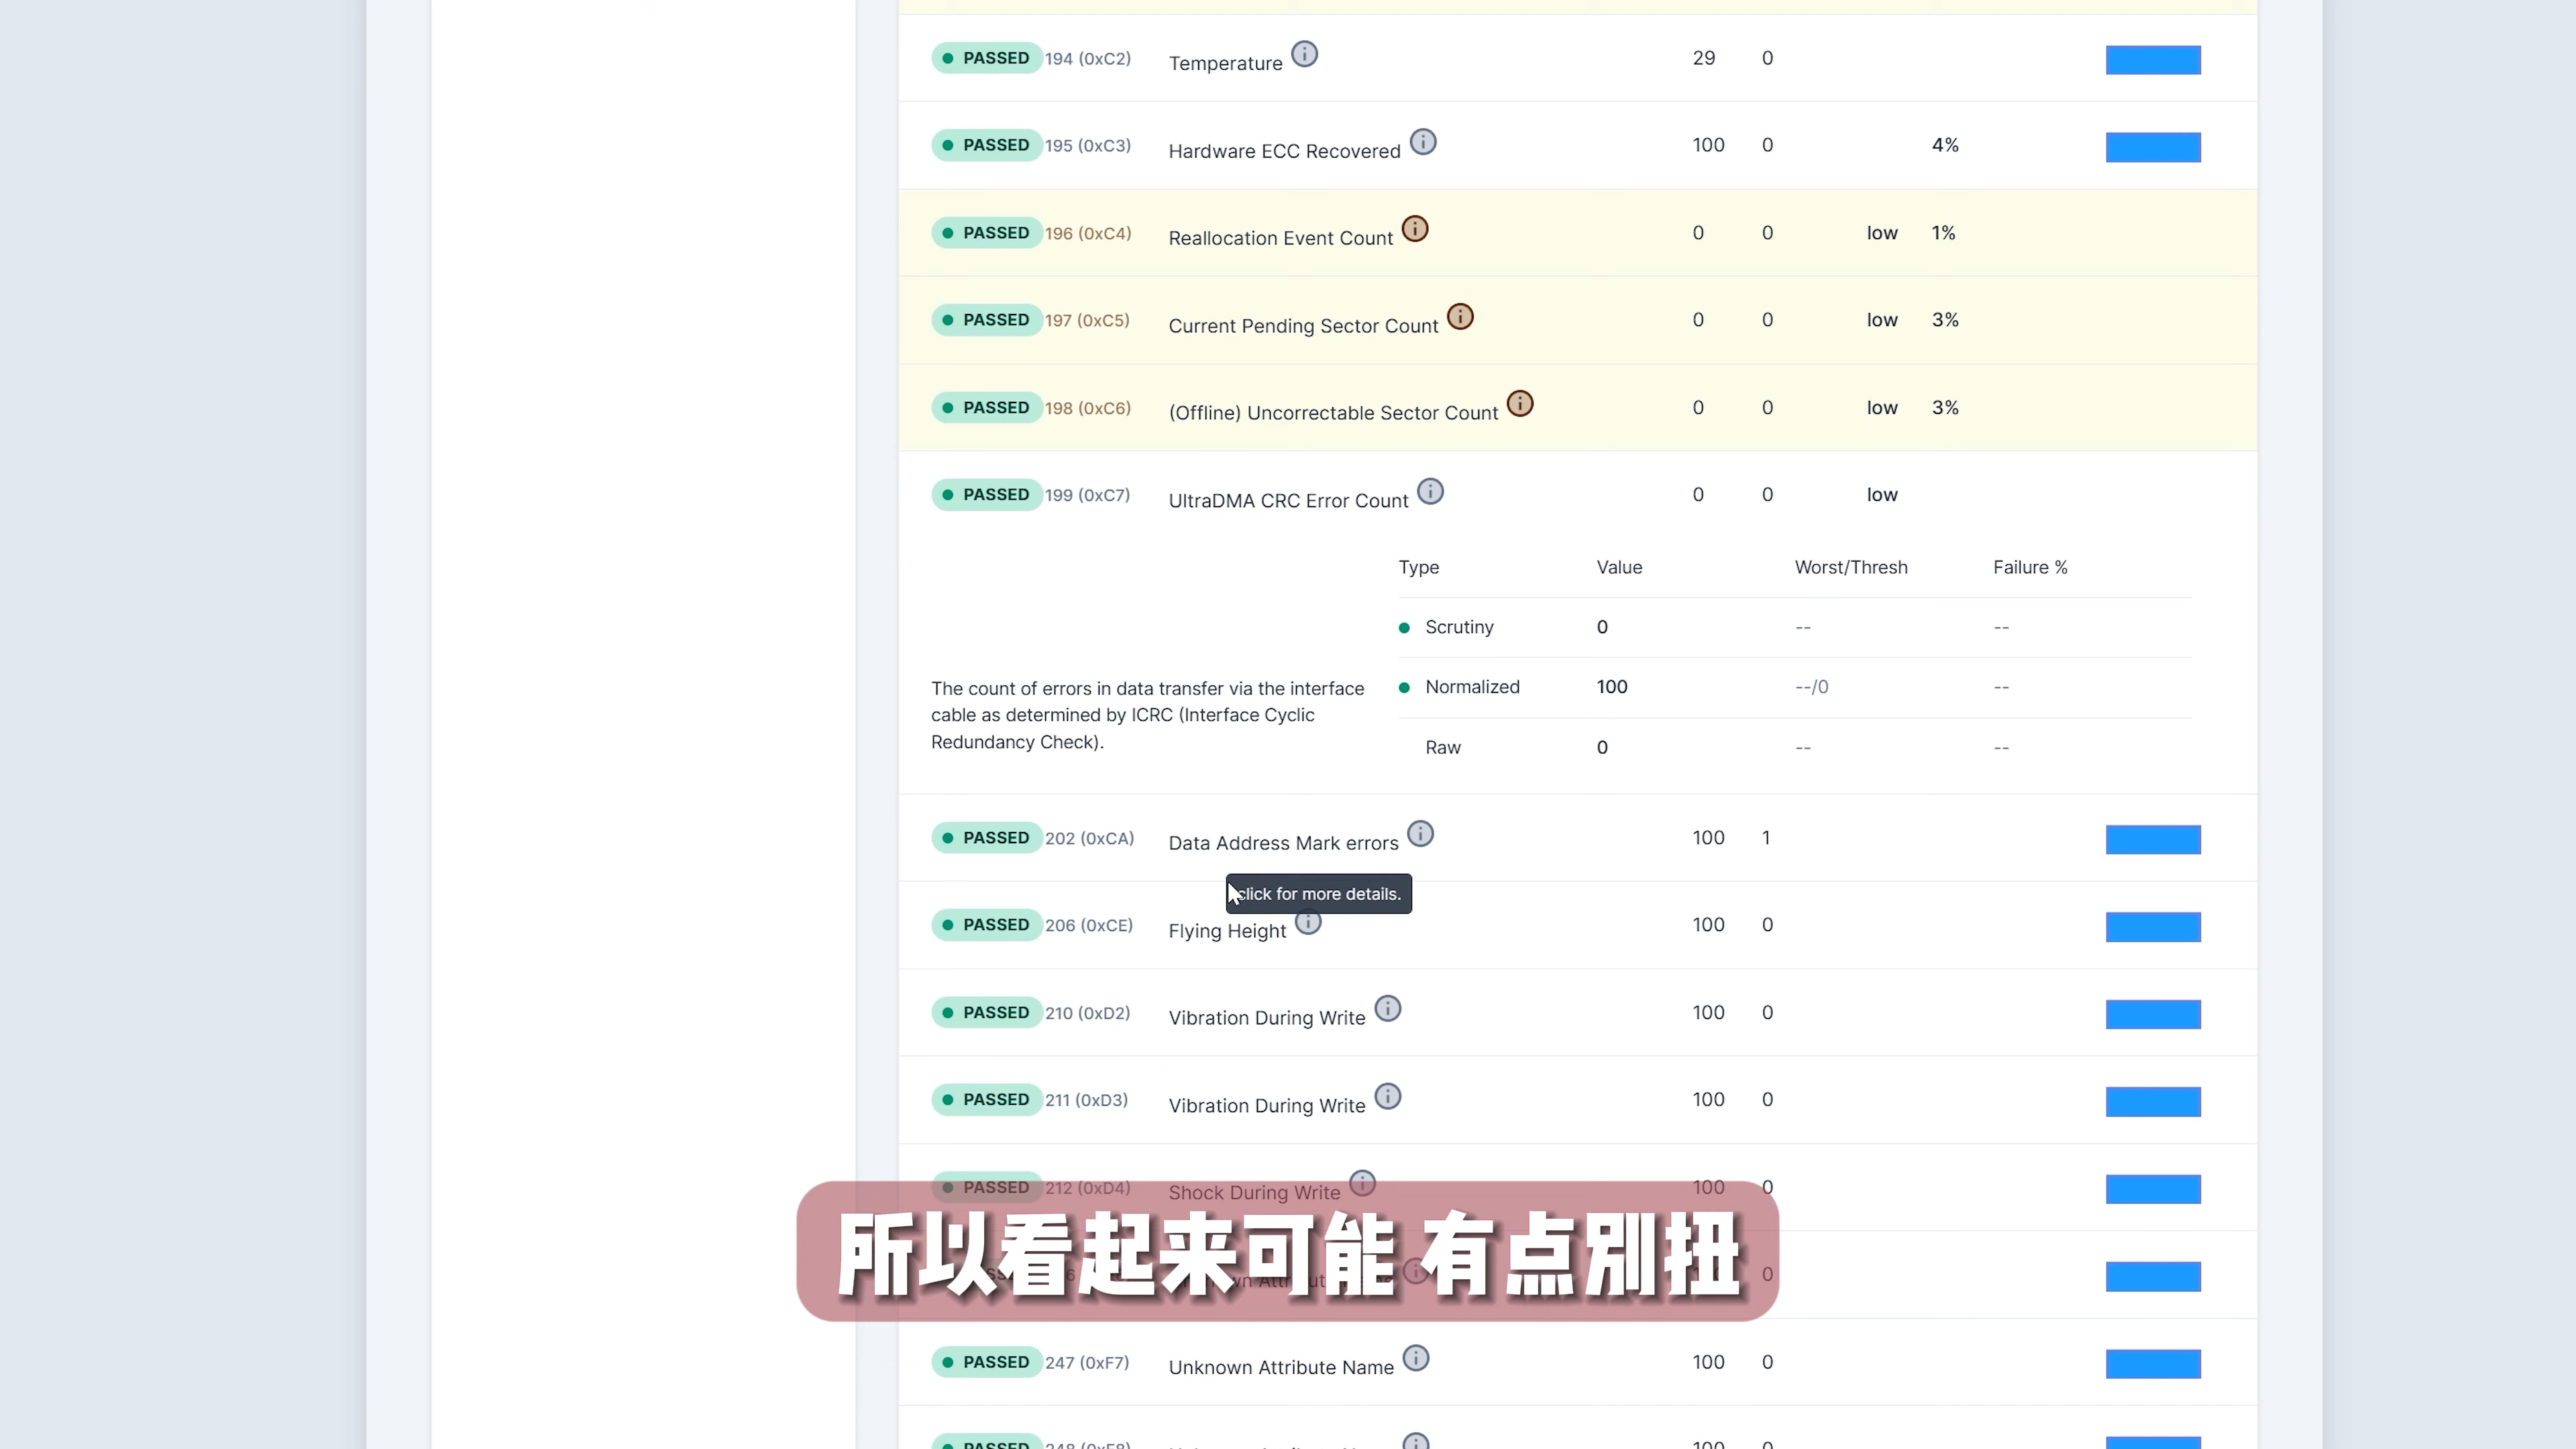 PASSED 194 (0xC2) Temperature 29 0
PASSED 195 (0xC3) Hardware ECC Recovered 100 0 4%
PASSED 196 (0xC4) Reallocation Event Count 0 0 low 1%
PASSED 197 (0xC5) Current Pending Sector Count 0 0 low 3%
PASSED 198 (0xC6) (Offline) Uncorrectable Sector Count 0 0 low 3%
PASSED 199 (0xC7) UltraDMA CRC Error Count 0 0 low
Type Value Worst/Thresh Failure %
Scrutiny 0 -- --
Normalized 100 --/0 --
Raw 0 -- --
The count of errors in data transfer via the interface
cable as determined by ICRC (Interface Cyclic
Redundancy Check).
PASSED 202 (0xCA) Data Address Mark errors 100 1
click for more details.
PASSED 206 (0xCE) Flying Height 100 0
PASSED 210 (0xD2) Vibration During Write 100 0
PASSED 211 (0xD3) Vibration During Write 100 0
PASSED 212 (0xD4) Shock During Write 100 0
所以看起来可能 有点别扭
0
PASSED 247 (0xF7) Unknown Attribute Name 100 0
PASSED 248 (0xF8) 100 0